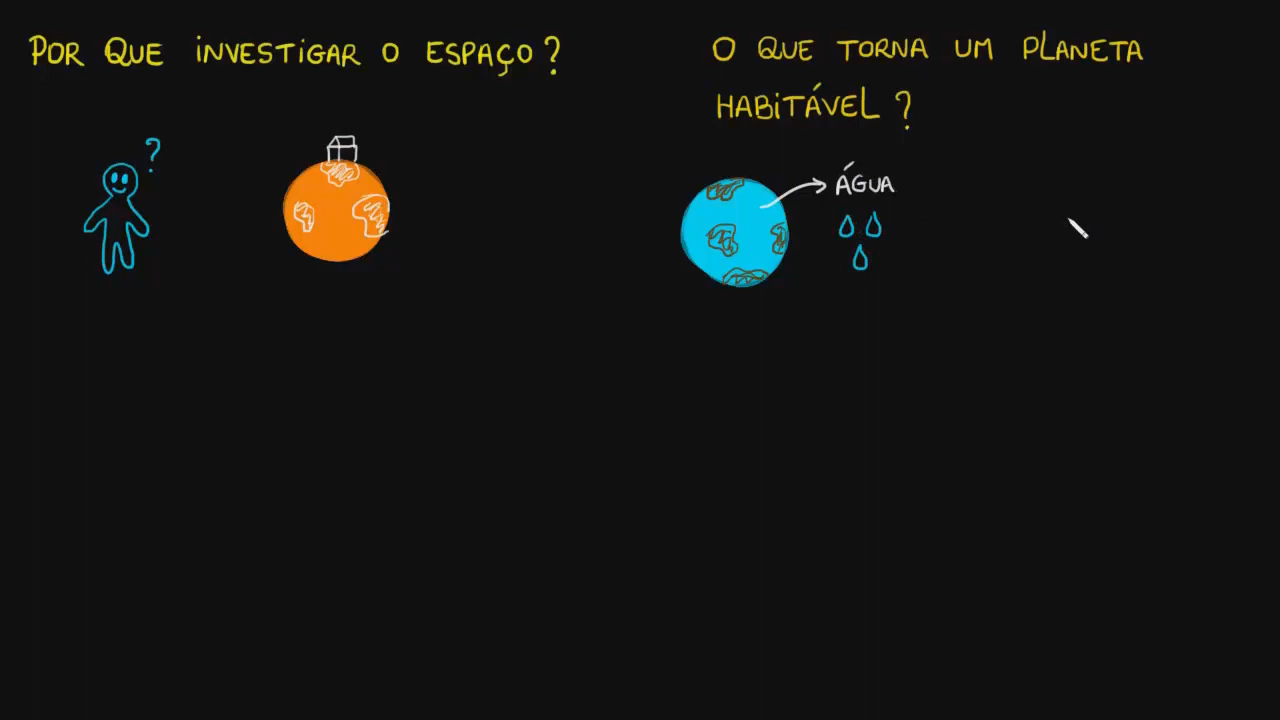 POR QUE INVESTIGAR O ESPAÇO?
O QUE TORNA UM PLANETA
HABITÁVEL?
?
ÁGUA